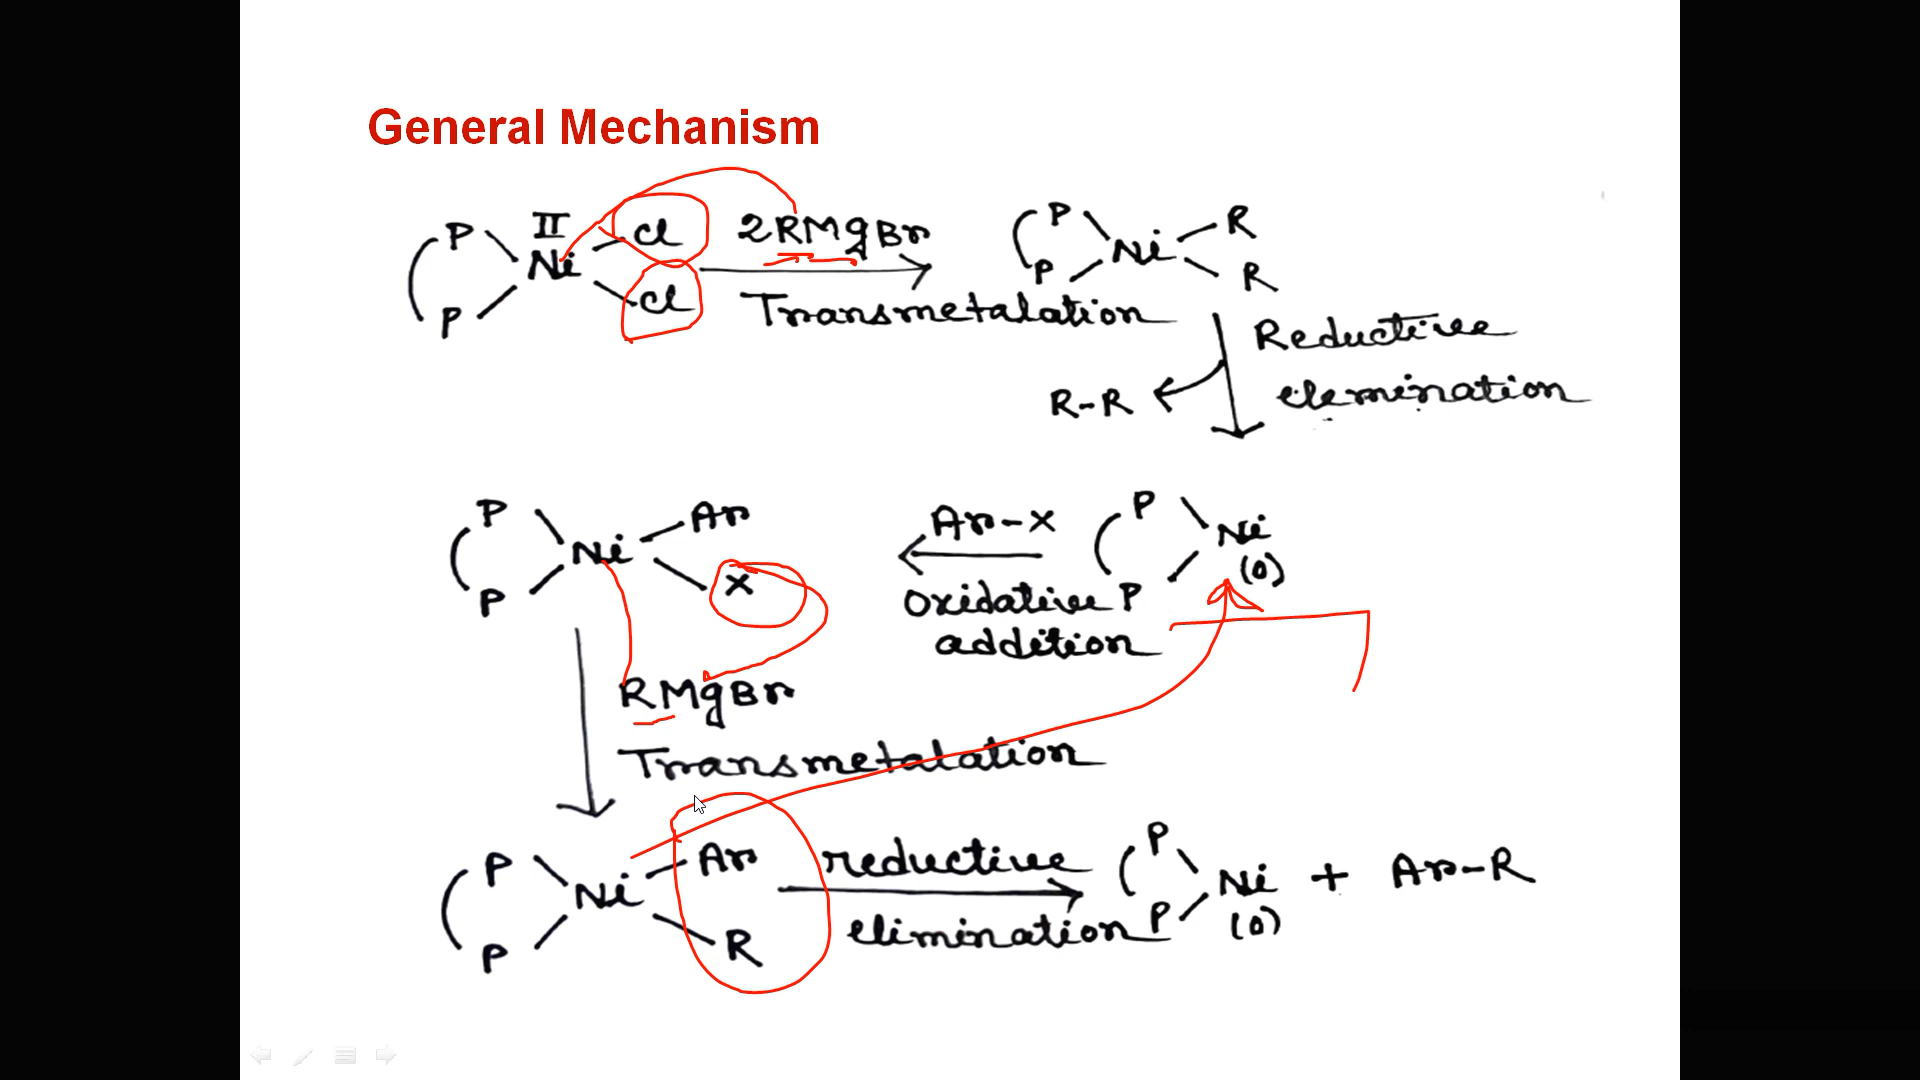 General Mechanism
P II Cl 2RMgBr P R
Ni Ni
P Cl Transmetalation P R
Reductive
R-R elemination
P Ar Ar-X P
Ni Ni
P X oxidative P (0)
addition
RMgBr
Transmetalation
P Ar reductive P
Ni Ni + Ar-R
P R elimination P (0)